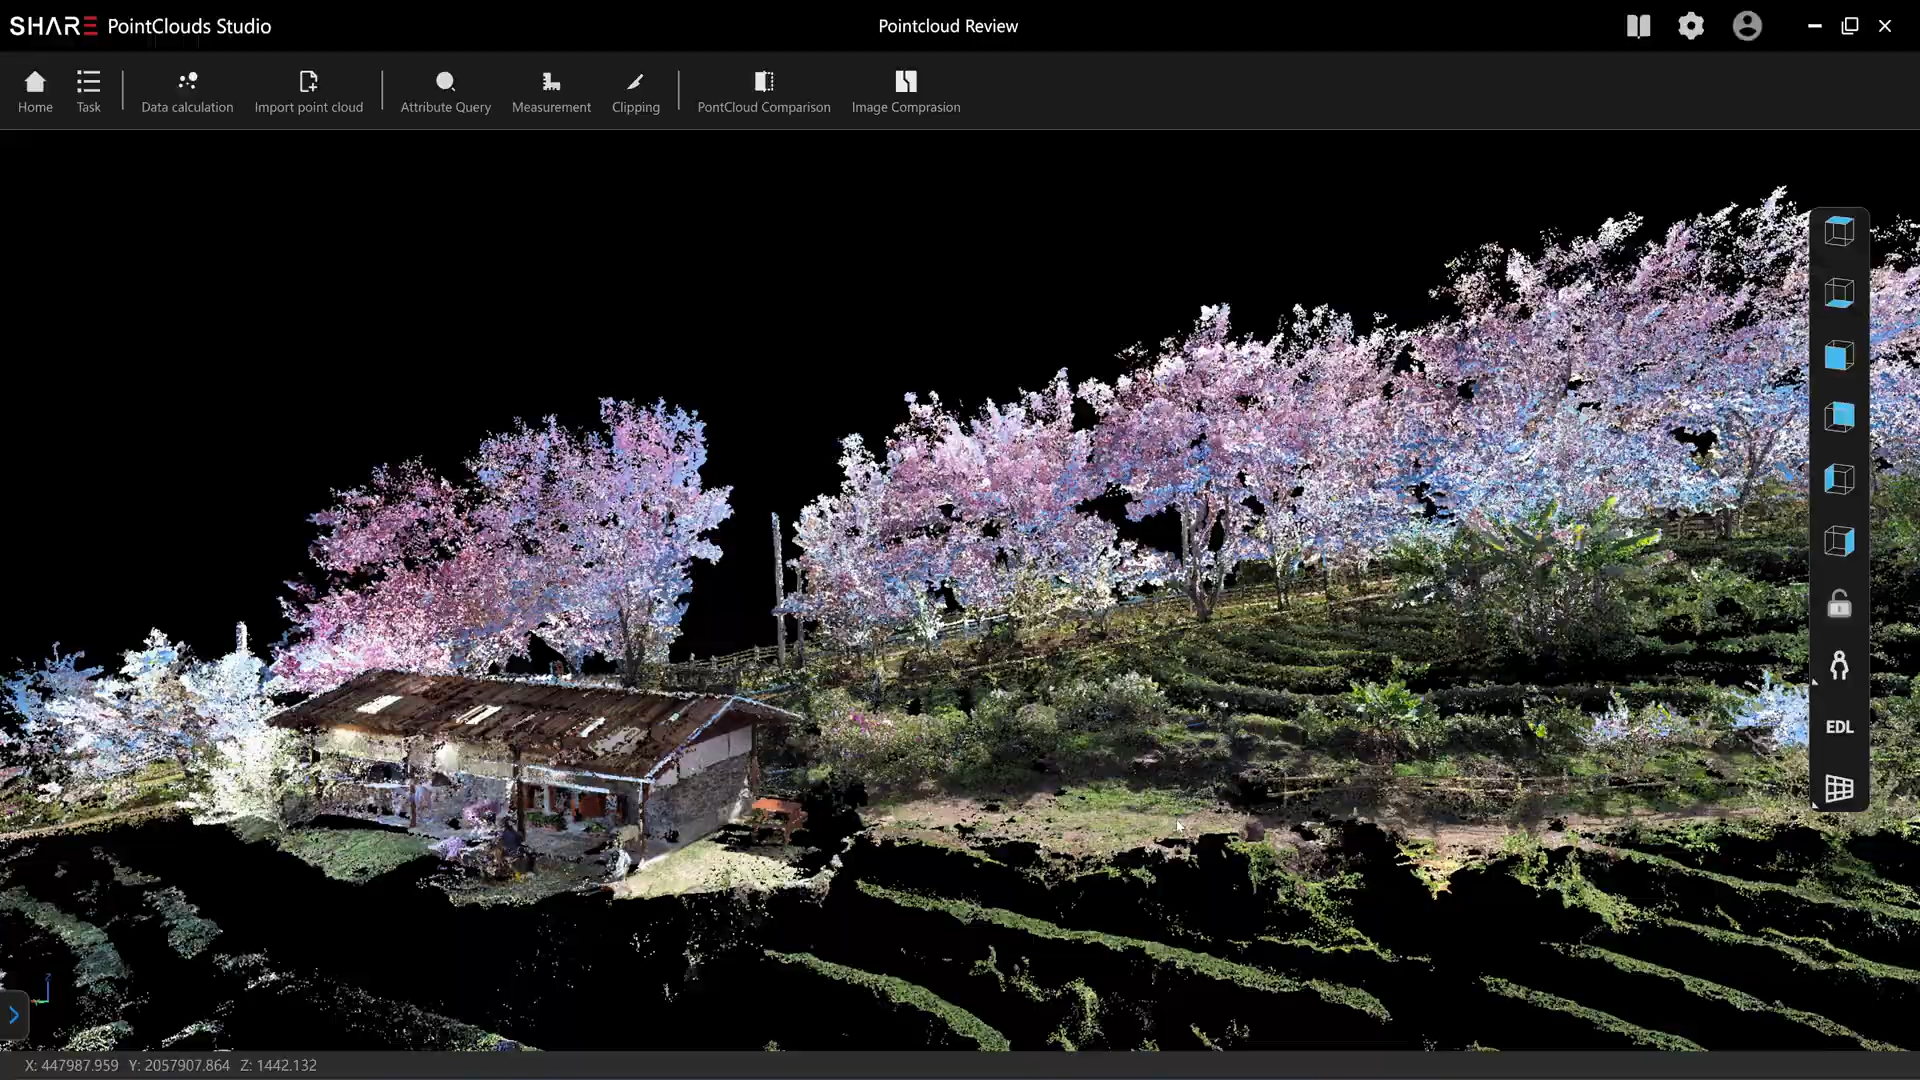 SHARE PointClouds Studio
Pointcloud Review
Home
Task
Data calculation
Import point cloud
Attribute Query
Measurement
Clipping
PontCloud Comparison
Image Comprasion
EDL
Z
X: 447987.959 Y: 2057907.864 Z: 1442.132